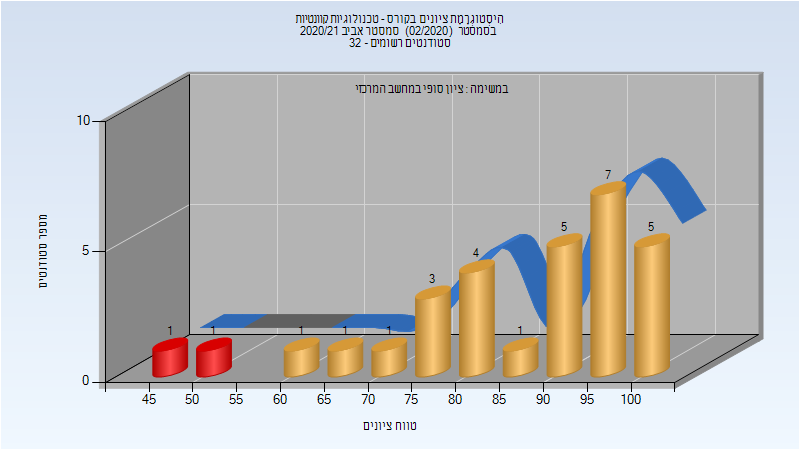 היסטוגרמת ציונים בקורס - טכנולוגיות קוונטיות
בסמסטר (02/2020) סמסטר אביב 2020/21
סטודנטים רשומים - 32
במשימה : ציון סופי במחשב המרכזי
מספר סטודנטים
10
5
0
1
1
1
1
1
3
4
1
5
7
5
45 50 55 60 65 70 75 80 85 90 95 100
טווח ציונים